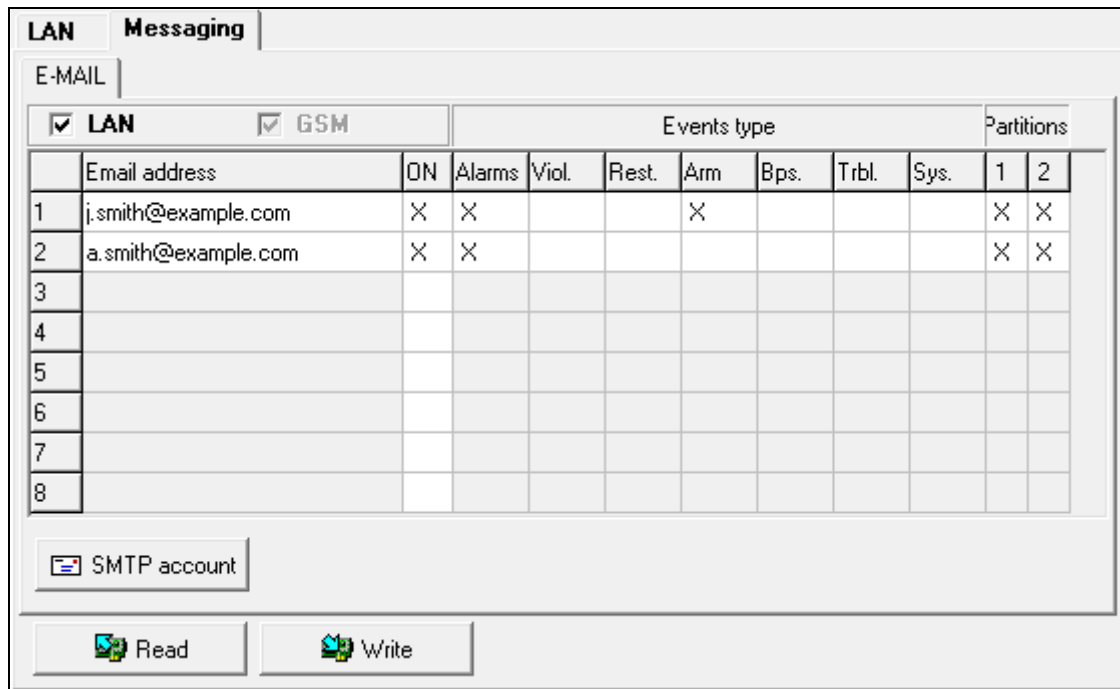 LAN Messaging
E-MAIL
LAN GSM Events type Partitions
Email address ON Alarms Viol. Rest. Arm Bps. Trbl. Sys. 1 2
1 j.smith@example.com X X X X X
2 a.smith@example.com X X X X
3
4
5
6
7
8
SMTP account
Read Write